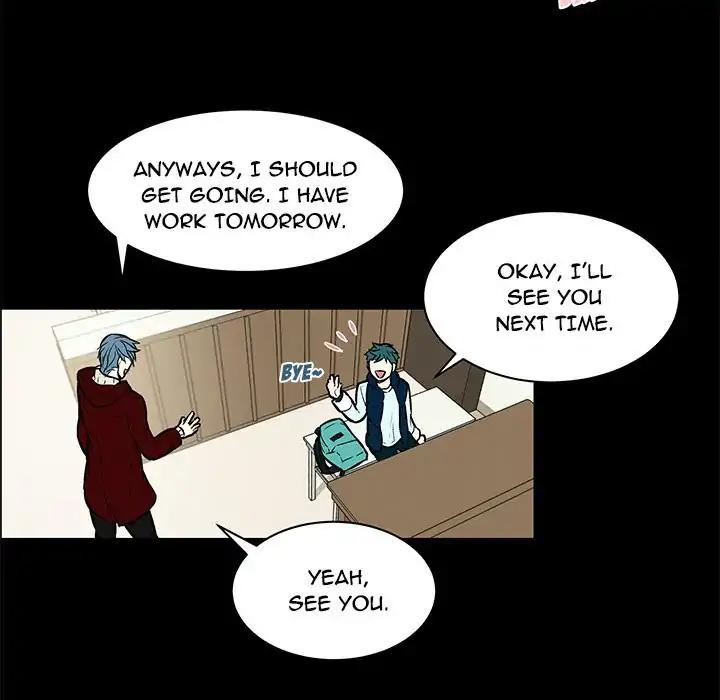 ANYWAYS, I SHOULD
GET GOING. I HAVE
WORK TOMORROW.
OKAY, I'LL
SEE YOU
NEXT TIME.
BYE~
YEAH,
SEE YOU.